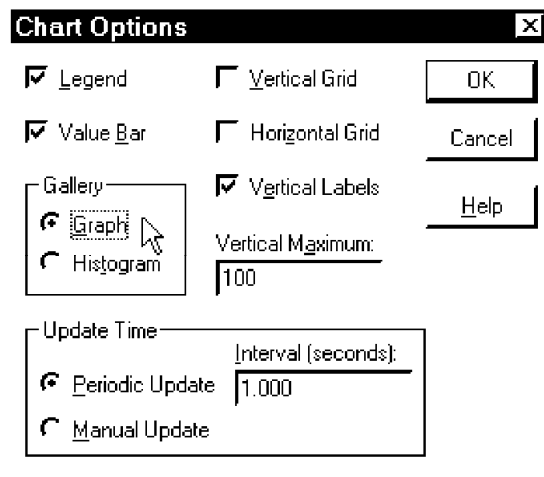 Chart Options
Legend
Vertical Grid
OK
Value Bar
Horizontal Grid
Cancel
Gallery
Vertical Labels
Help
Graph
Histogram
Vertical Maximum:
100
Update Time
Interval (seconds):
Periodic Update
1.000
Manual Update